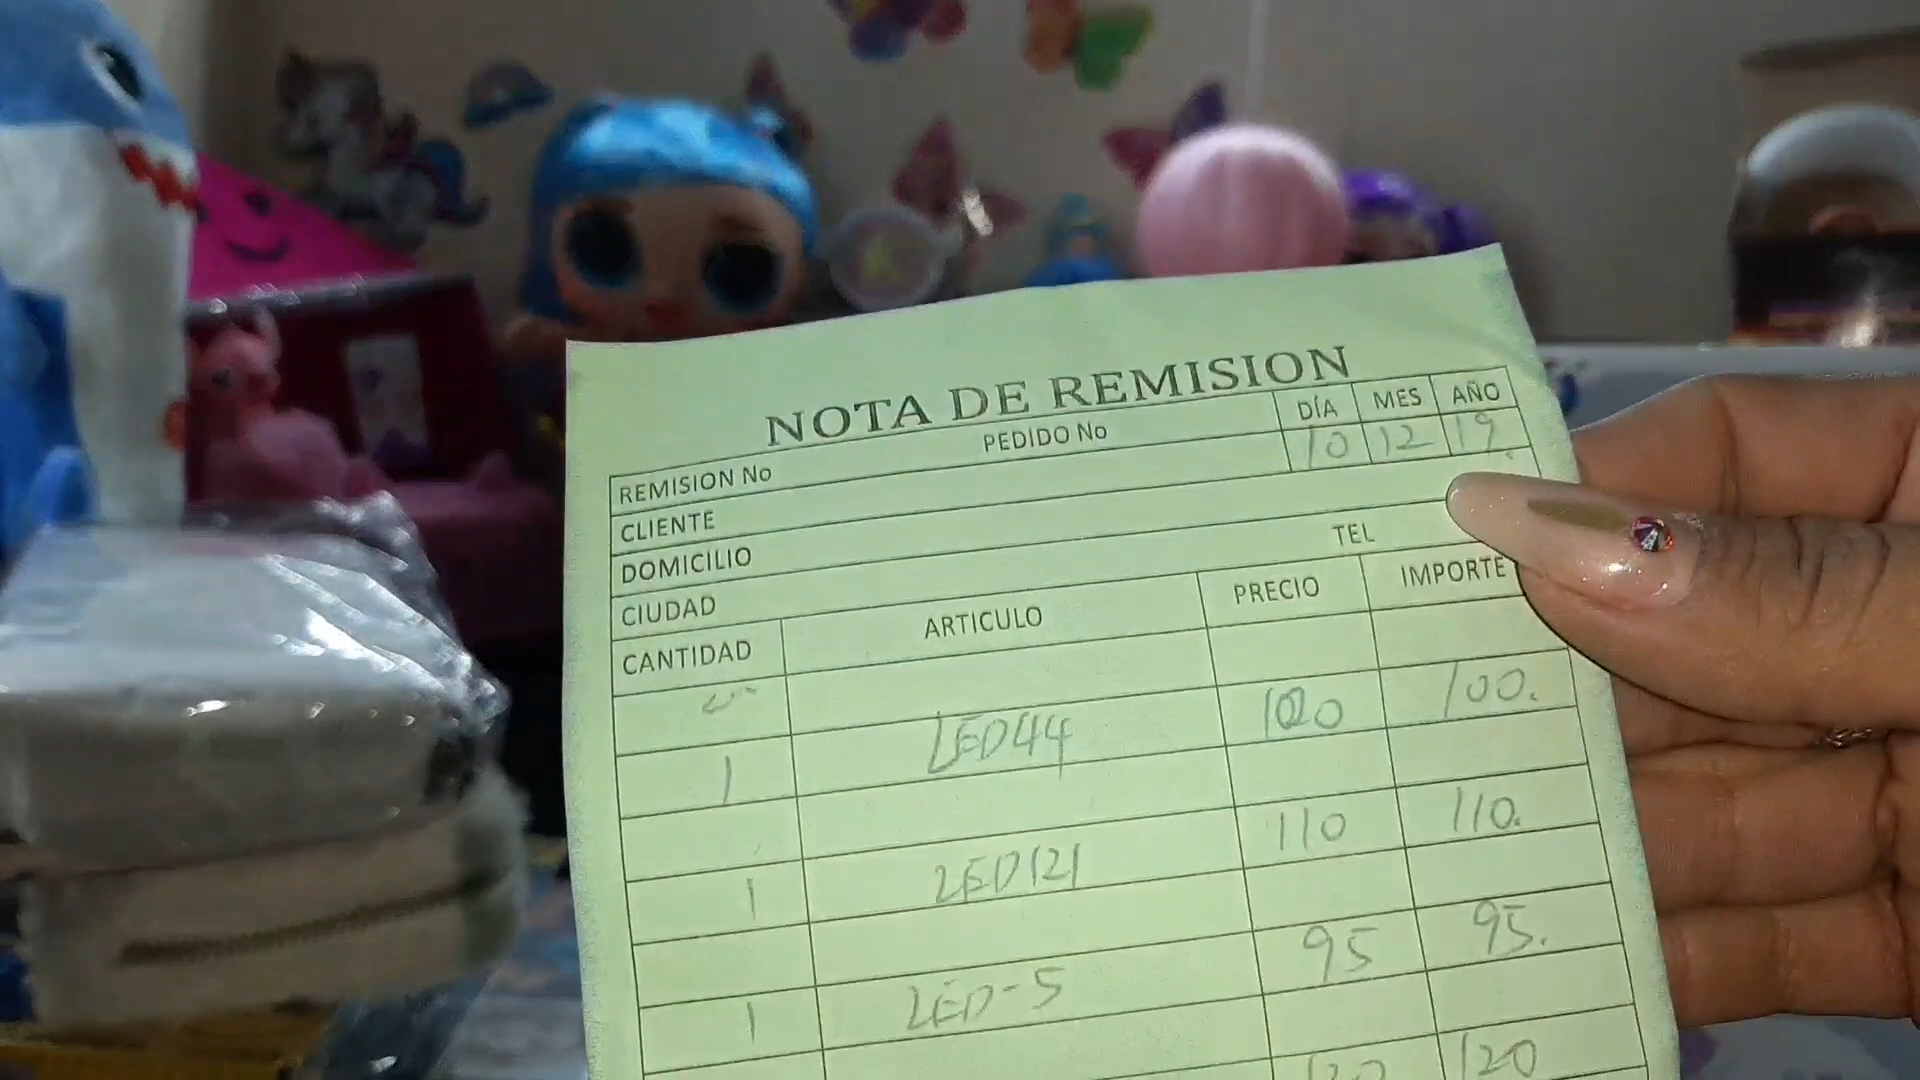 NOTA DE REMISION
REMISION No PEDIDO No DÍA MES AÑO
10 12 19.
CLIENTE
DOMICILIO TEL
CIUDAD
CANTIDAD ARTICULO PRECIO IMPORTE
1 LED44 100 100.
1 LED121 110 110.
1 LED-5 95 95.
120 120